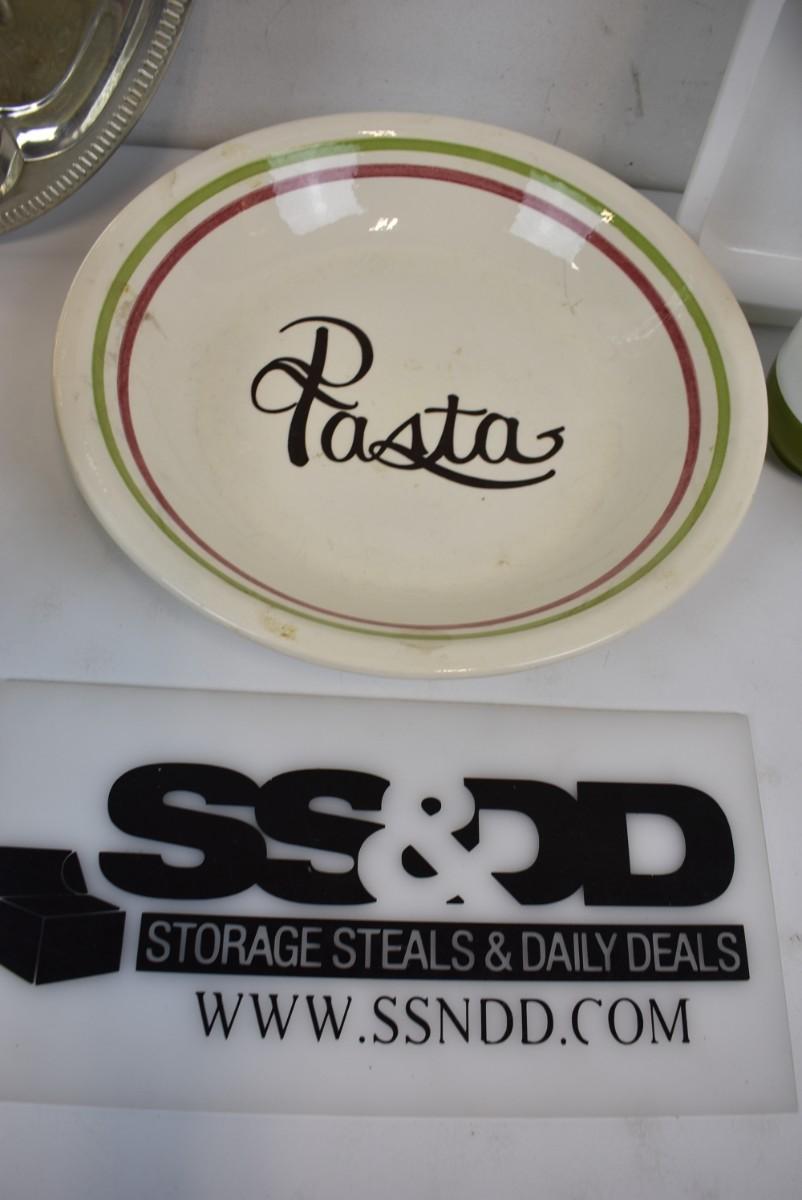 Pasta
SS&DD
STORAGE STEALS & DAILY DEALS
WWW.SSNDD.COM